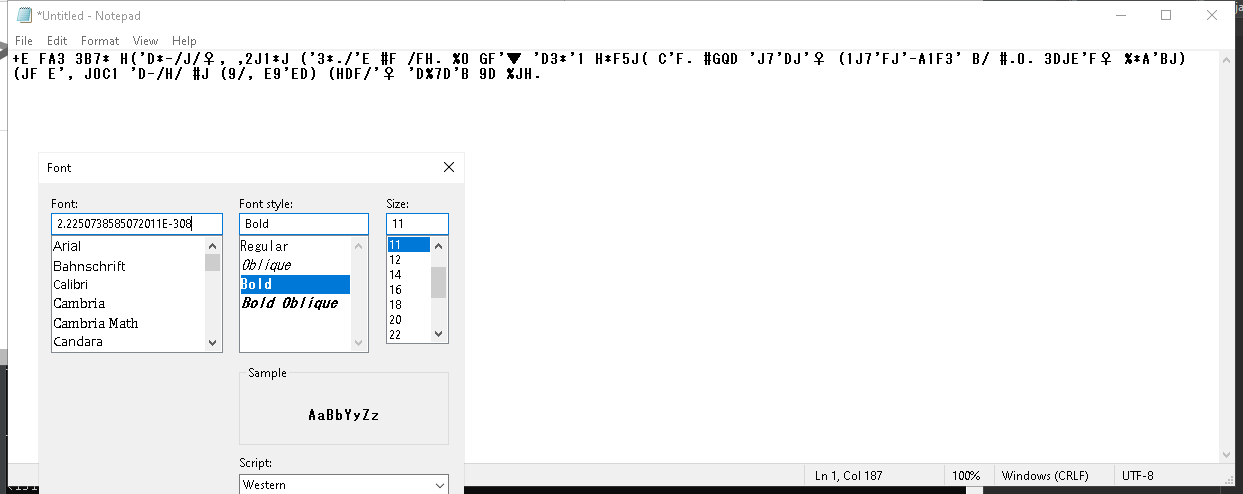 *Untitled - Notepad
File Edit Format View Help
+E FA3 3B7* H('D*-/J/♀, ,2J1*J ('3*./'E #F /FH. %0 GF'▼ 'D3*'1 H*F5J( C'F. #GQD 'J7'DJ'♀ (1J7'FJ'-A1F3' B/ #.0. 3DJE'F♀ %*A'BJ)
(JF E', JOC1 'D-/H/ #J (9/, E9'ED) (HDF/'♀ 'D%7D'B 9D %JH.
Font
Font: Font style: Size:
2.2250738585072011E-308 Bold 11
Arial Regular 11
Bahnschrift Oblique 12
Calibri Bold 14
Cambria Bold Oblique 16
Cambria Math 18
Candara 20
22
Sample
AaBbYyZz
Script:
Western
Ln 1, Col 187 100% Windows (CRLF) UTF-8